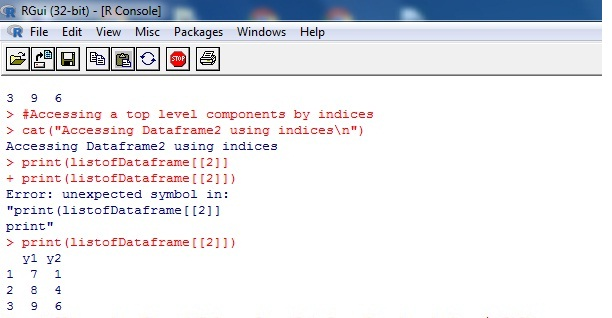 RGui (32-bit) - [R Console]
File Edit View Misc Packages Windows Help
STOP
3 9 6
> #Accessing a top level components by indices
> cat("Accessing Dataframe2 using indices\n")
Accessing Dataframe2 using indices
> print(listofDataframe[[2]]
+ print(listofDataframe[[2]])
Error: unexpected symbol in:
"print(listofDataframe[[2]]
print"
> print(listofDataframe[[2]])
y1 y2
1 7 1
2 8 4
3 9 6